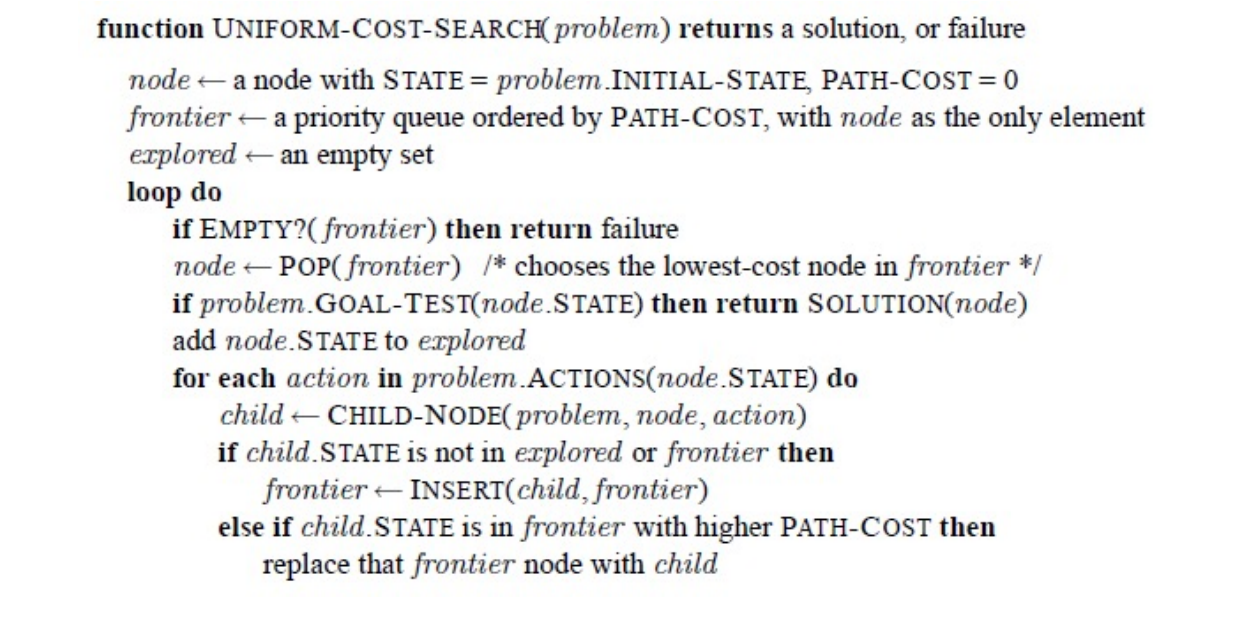 function UNIFORM-COST-SEARCH(problem) returns a solution, or failure
node ← a node with STATE = problem.INITIAL-STATE, PATH-COST = 0
frontier ← a priority queue ordered by PATH-COST, with node as the only element
explored ← an empty set
loop do
if EMPTY?(frontier) then return failure
node ← POP(frontier) /* chooses the lowest-cost node in frontier */
if problem.GOAL-TEST(node.STATE) then return SOLUTION(node)
add node.STATE to explored
for each action in problem.ACTIONS(node.STATE) do
child ← CHILD-NODE(problem, node, action)
if child.STATE is not in explored or frontier then
frontier ← INSERT(child, frontier)
else if child.STATE is in frontier with higher PATH-COST then
replace that frontier node with child